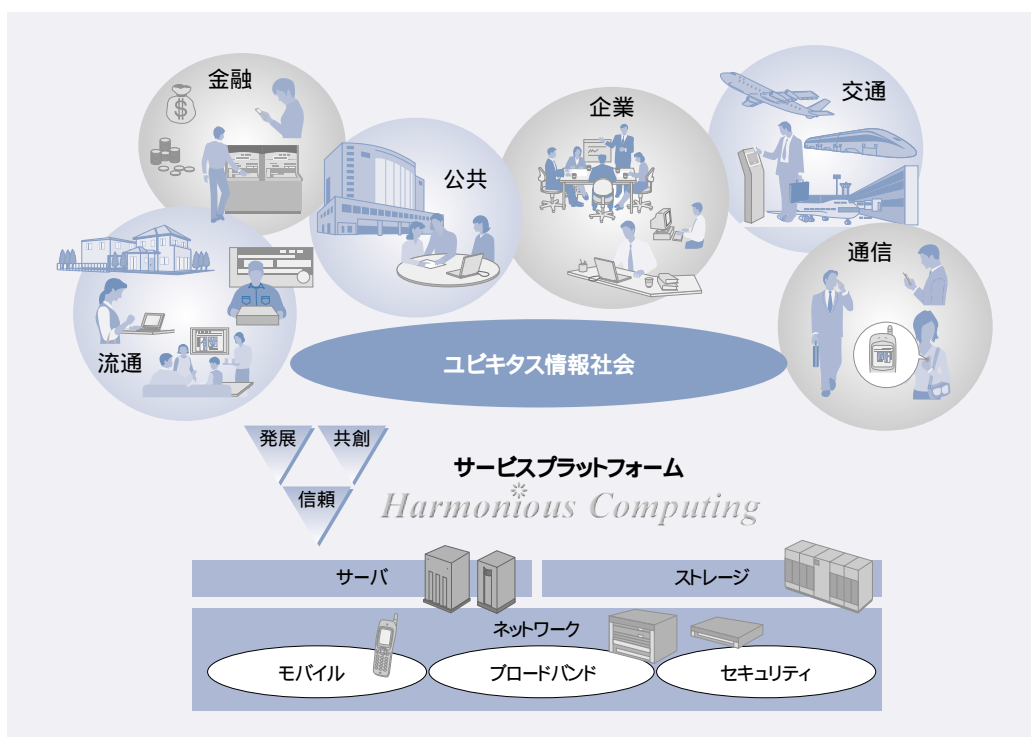 金融
公共
企業
交通
流通
通信
ユビキタス情報社会
発展
共創
信頼
サービスプラットフォーム
Harmonious Computing
サーバ
ストレージ
ネットワーク
モバイル
ブロードバンド
セキュリティ
$